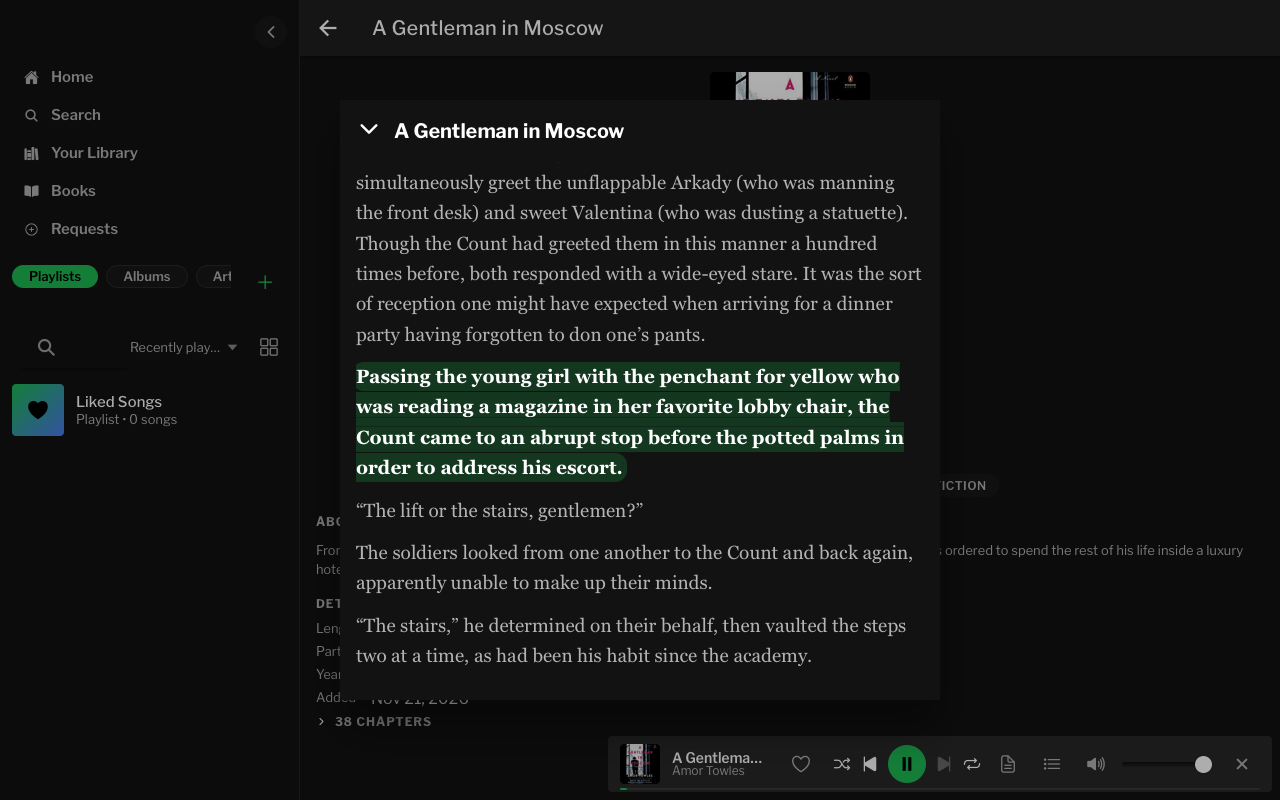 A Gentleman in Moscow
Home
Search
Your Library
Books
Requests
Playlists
Albums
Art
Recently play...
Liked Songs
Playlist • 0 songs
A Gentleman in Moscow
simultaneously greet the unflappable Arkady (who was manning
the front desk) and sweet Valentina (who was dusting a statuette).
Though the Count had greeted them in this manner a hundred
times before, both responded with a wide-eyed stare. It was the sort
of reception one might have expected when arriving for a dinner
party having forgotten to don one’s pants.
Passing the young girl with the penchant for yellow who
was reading a magazine in her favorite lobby chair, the
Count came to an abrupt stop before the potted palms in
order to address his escort.
“The lift or the stairs, gentlemen?”
The soldiers looked from one another to the Count and back again,
apparently unable to make up their minds.
“The stairs,” he determined on their behalf, then vaulted the steps
two at a time, as had been his habit since the academy.
ordered to spend the rest of his life inside a luxury
38 CHAPTERS
A Gentlema...
Amor Towles